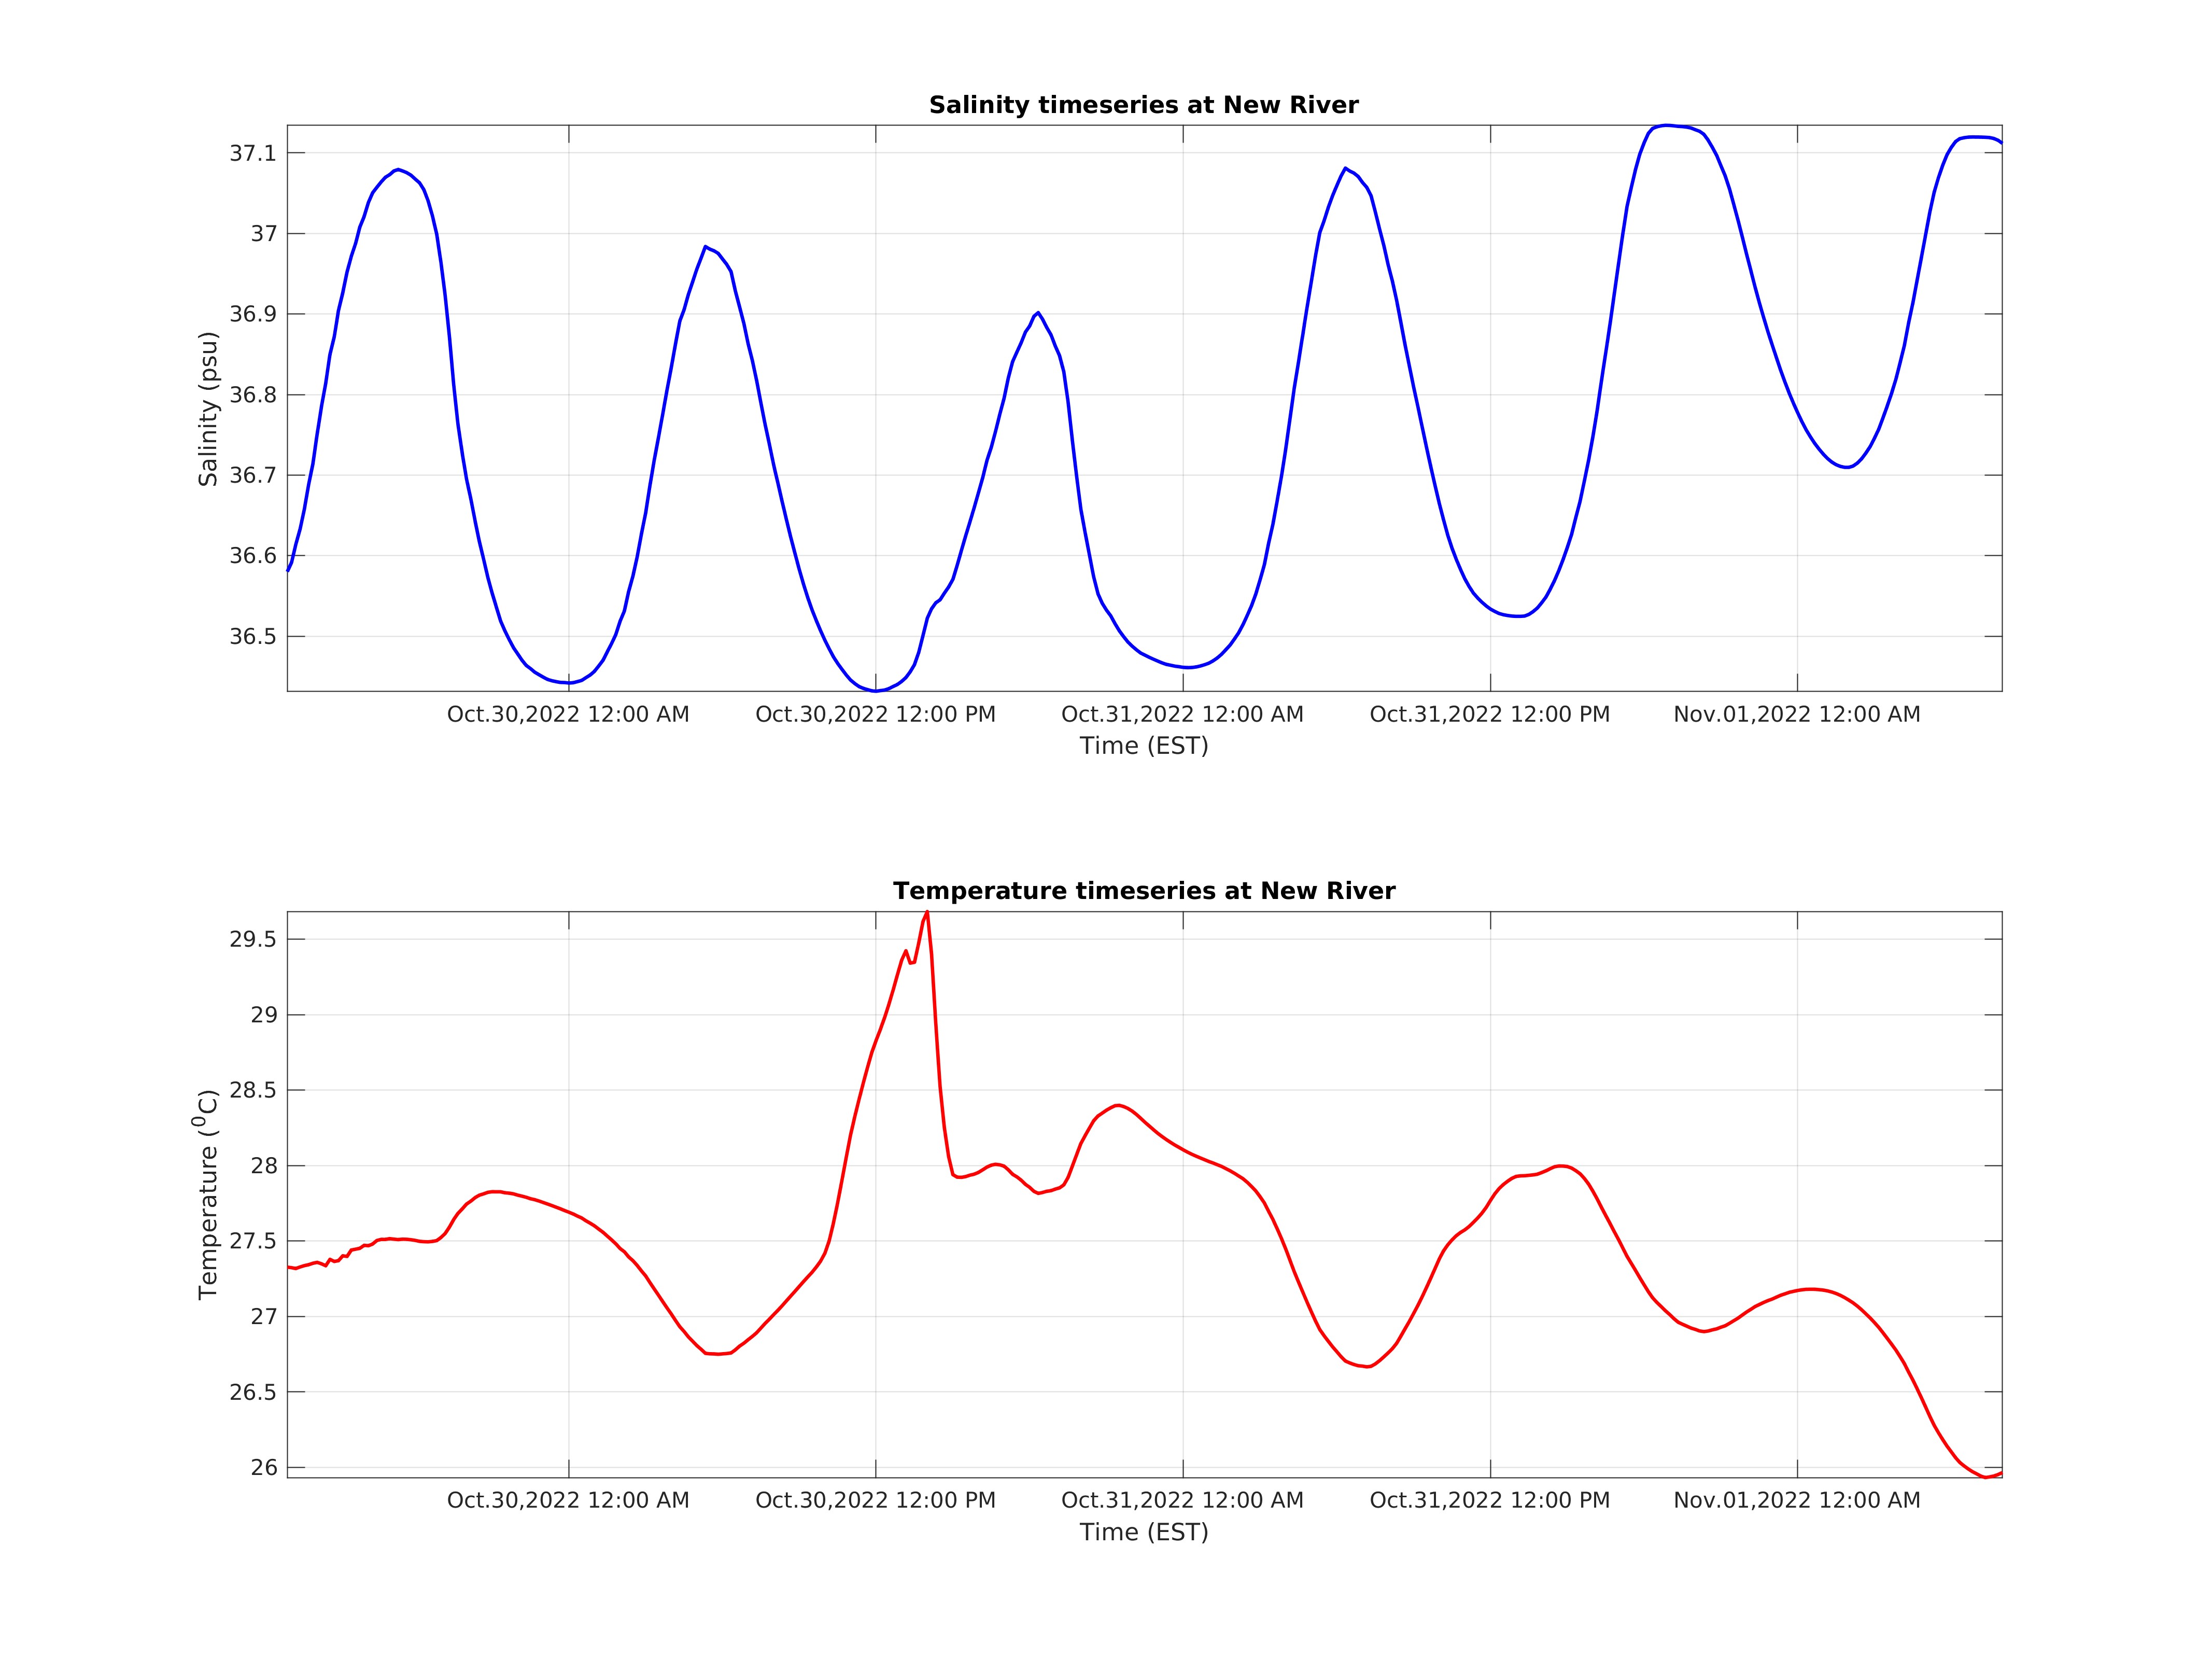 Salinity timeseries at New River
Salinity (psu)
37.1
37
36.9
36.8
36.7
36.6
36.5
Oct.30,2022 12:00 AM Oct.30,2022 12:00 PM Oct.31,2022 12:00 AM Oct.31,2022 12:00 PM Nov.01,2022 12:00 AM
Time (EST)
Temperature timeseries at New River
Temperature (⁰C)
29.5
29
28.5
28
27.5
27
26.5
26
Oct.30,2022 12:00 AM Oct.30,2022 12:00 PM Oct.31,2022 12:00 AM Oct.31,2022 12:00 PM Nov.01,2022 12:00 AM
Time (EST)